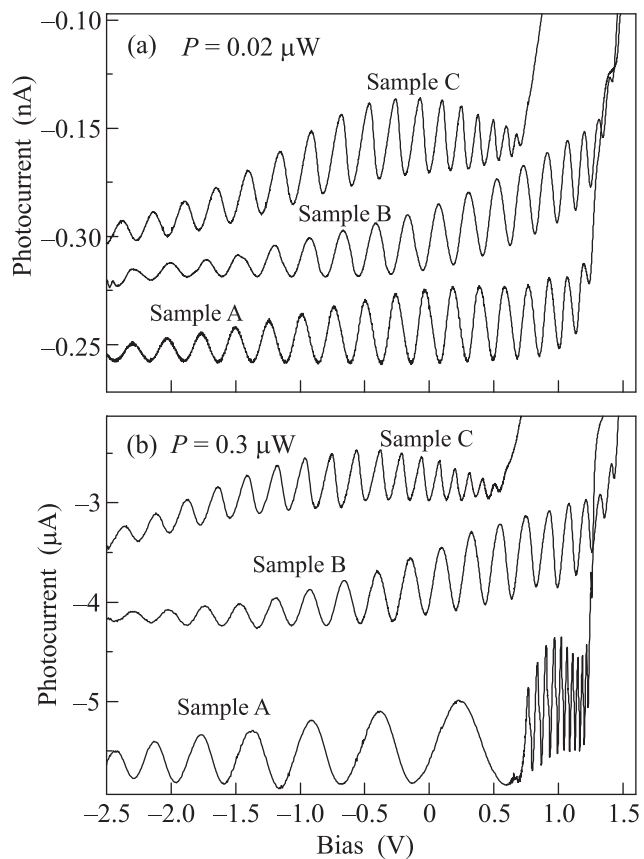 (a) P = 0.02 μW
Sample C
Sample B
Sample A
Photocurrent (nA)
–0.10
–0.15
–0.30
–0.25
(b) P = 0.3 μW
Sample C
Sample B
Sample A
Photocurrent (μA)
–3
–4
–5
–2.5 –2.0 –1.5 –1.0 –0.5 0 0.5 1.0 1.5
Bias (V)